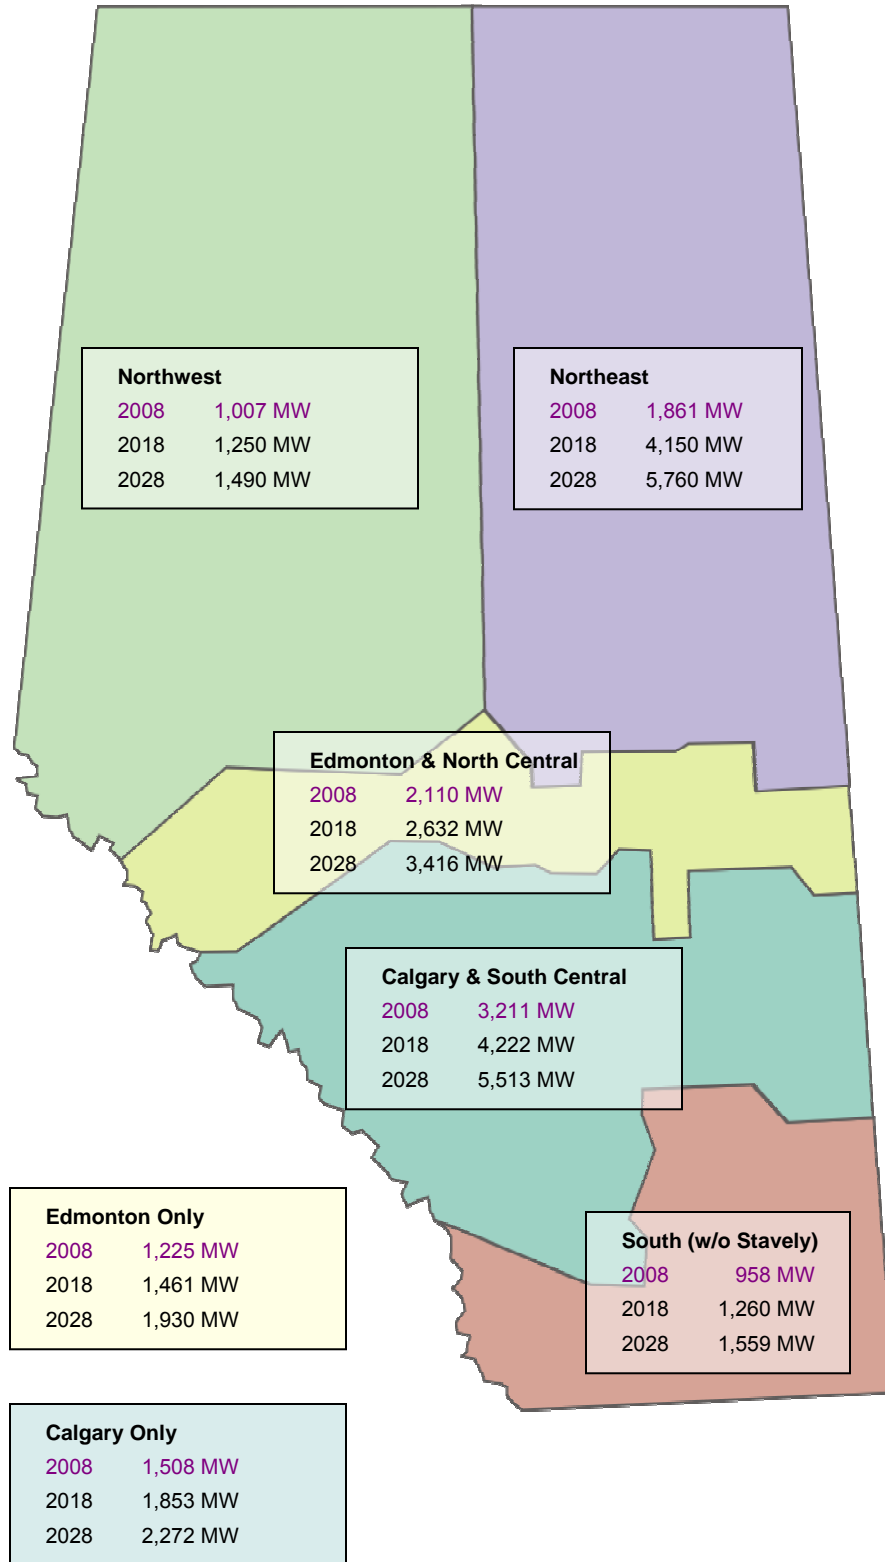 Northwest
2008 1,007 MW
2018 1,250 MW
2028 1,490 MW
Northeast
2008 1,861 MW
2018 4,150 MW
2028 5,760 MW
Edmonton & North Central
2008 2,110 MW
2018 2,632 MW
2028 3,416 MW
Calgary & South Central
2008 3,211 MW
2018 4,222 MW
2028 5,513 MW
Edmonton Only
2008 1,225 MW
2018 1,461 MW
2028 1,930 MW
South (w/o Stavely)
2008 958 MW
2018 1,260 MW
2028 1,559 MW
Calgary Only
2008 1,508 MW
2018 1,853 MW
2028 2,272 MW